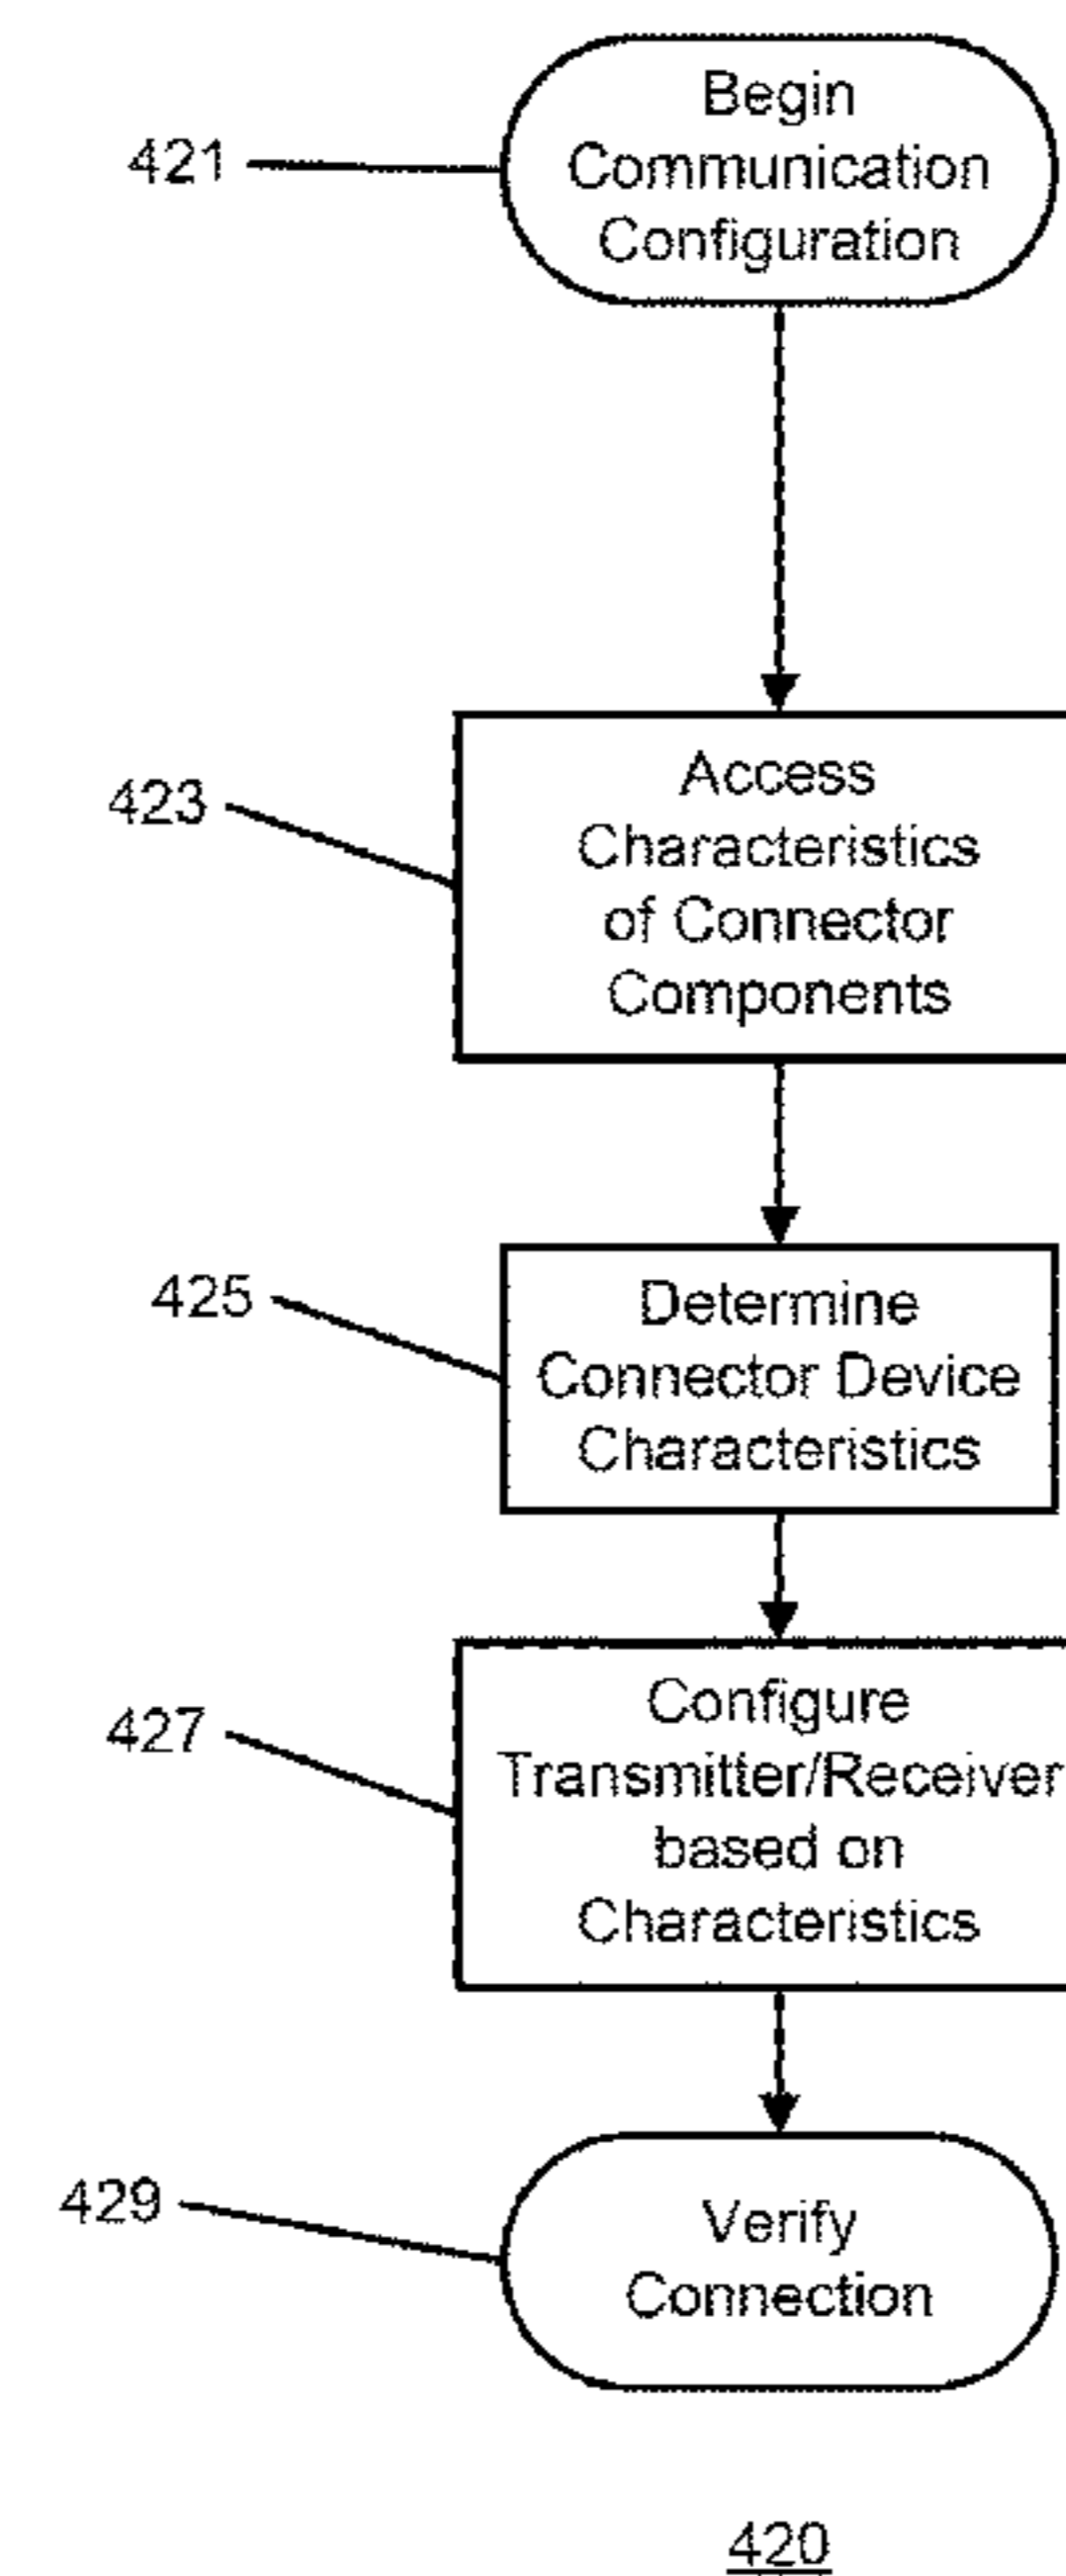 421
Begin
Communication
Configuration
423
Access
Characteristics
of Connector
Components
425
Determine
Connector Device
Characteristics
427
Configure
Transmitter/Receiver
based on
Characteristics
429
Verify
Connection
420